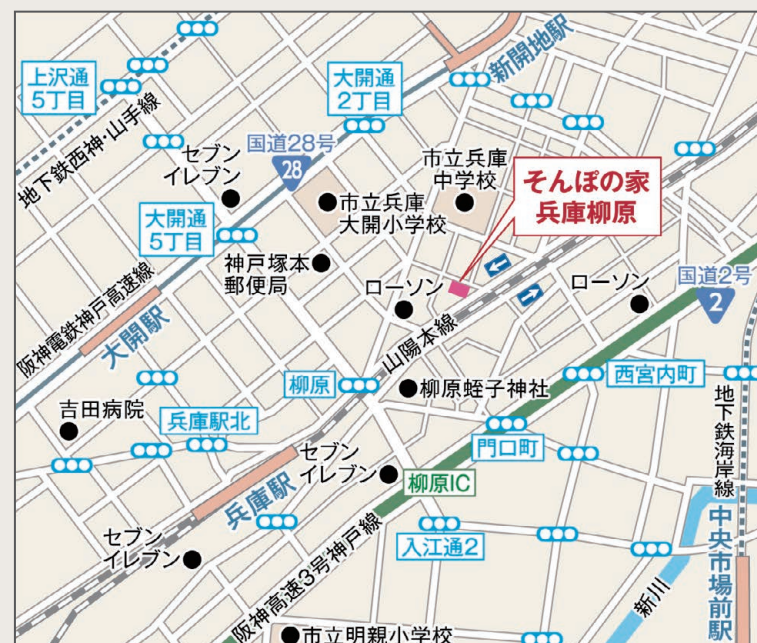 上沢通
5丁目
地下鉄西神・山手線
大開通
2丁目
新開地駅
国道28号
28
セブン
イレブン
市立兵庫
中学校
そんぽの家
兵庫柳原
市立兵庫
大開小学校
大開通
5丁目
神戸塚本
郵便局
ローソン
ローソン
国道2号
2
阪神電鉄神戸高速線
大開駅
山陽本線
柳原
柳原蛭子神社
西宮内町
吉田病院
兵庫駅北
門口町
地下鉄海岸線
セブン
イレブン
兵庫駅
柳原IC
入江通2
中央市場前駅
セブン
イレブン
阪神高速3号神戸線
新川
市立明親小学校